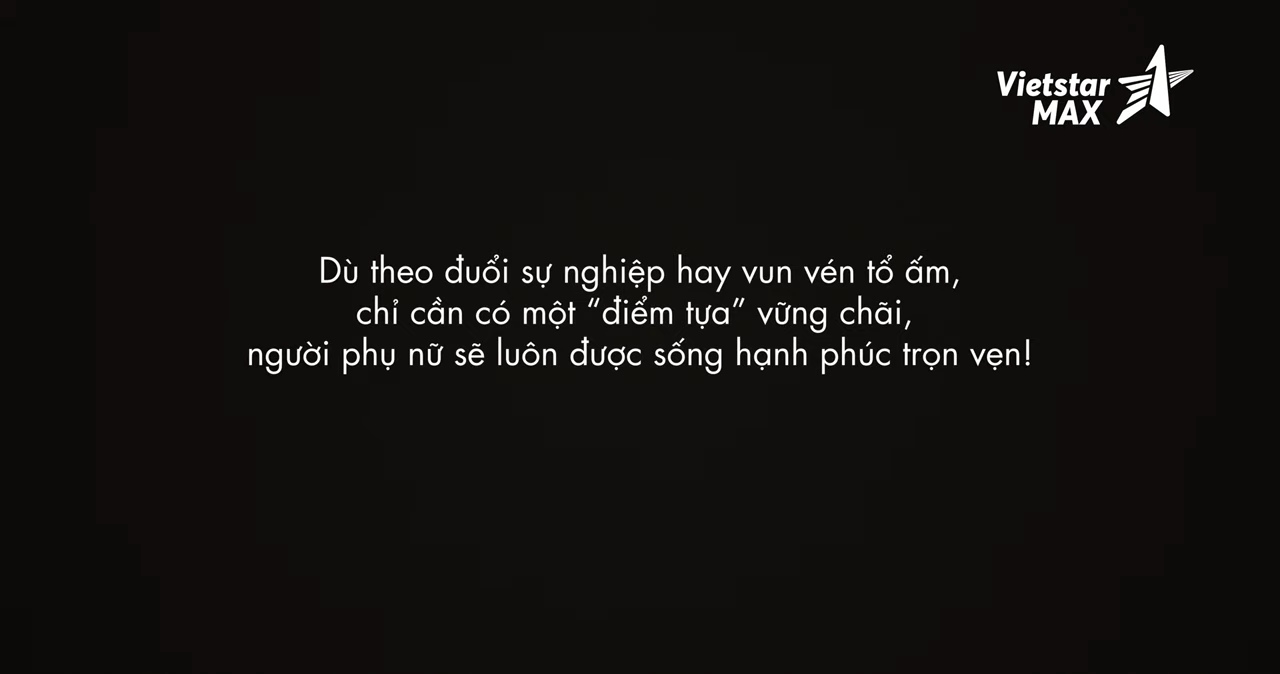 Vietstar
MAX
Dù theo đuổi sự nghiệp hay vun vén tổ ấm,
chỉ cần có một “điểm tựa” vững chãi,
người phụ nữ sẽ luôn được sống hạnh phúc trọn vẹn!